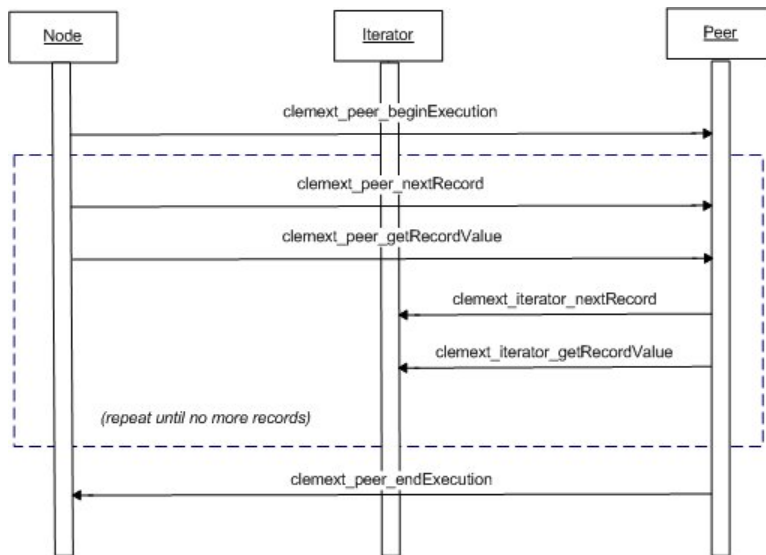 Node
Iterator
Peer
clemext_peer_beginExecution
clemext_peer_nextRecord
clemext_peer_getRecordValue
clemext_iterator_nextRecord
clemext_iterator_getRecordValue
(repeat until no more records)
clemext_peer_endExecution